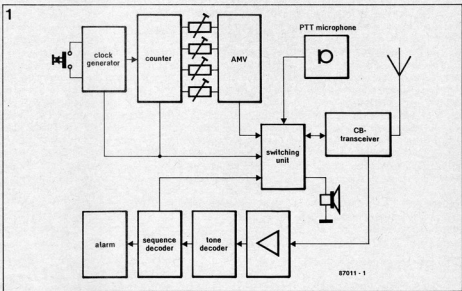 1
PTT microphone
clock
generator
counter
AMV
switching
unit
CB-
transceiver
alarm
sequence
decoder
tone
decoder
87011 - 1